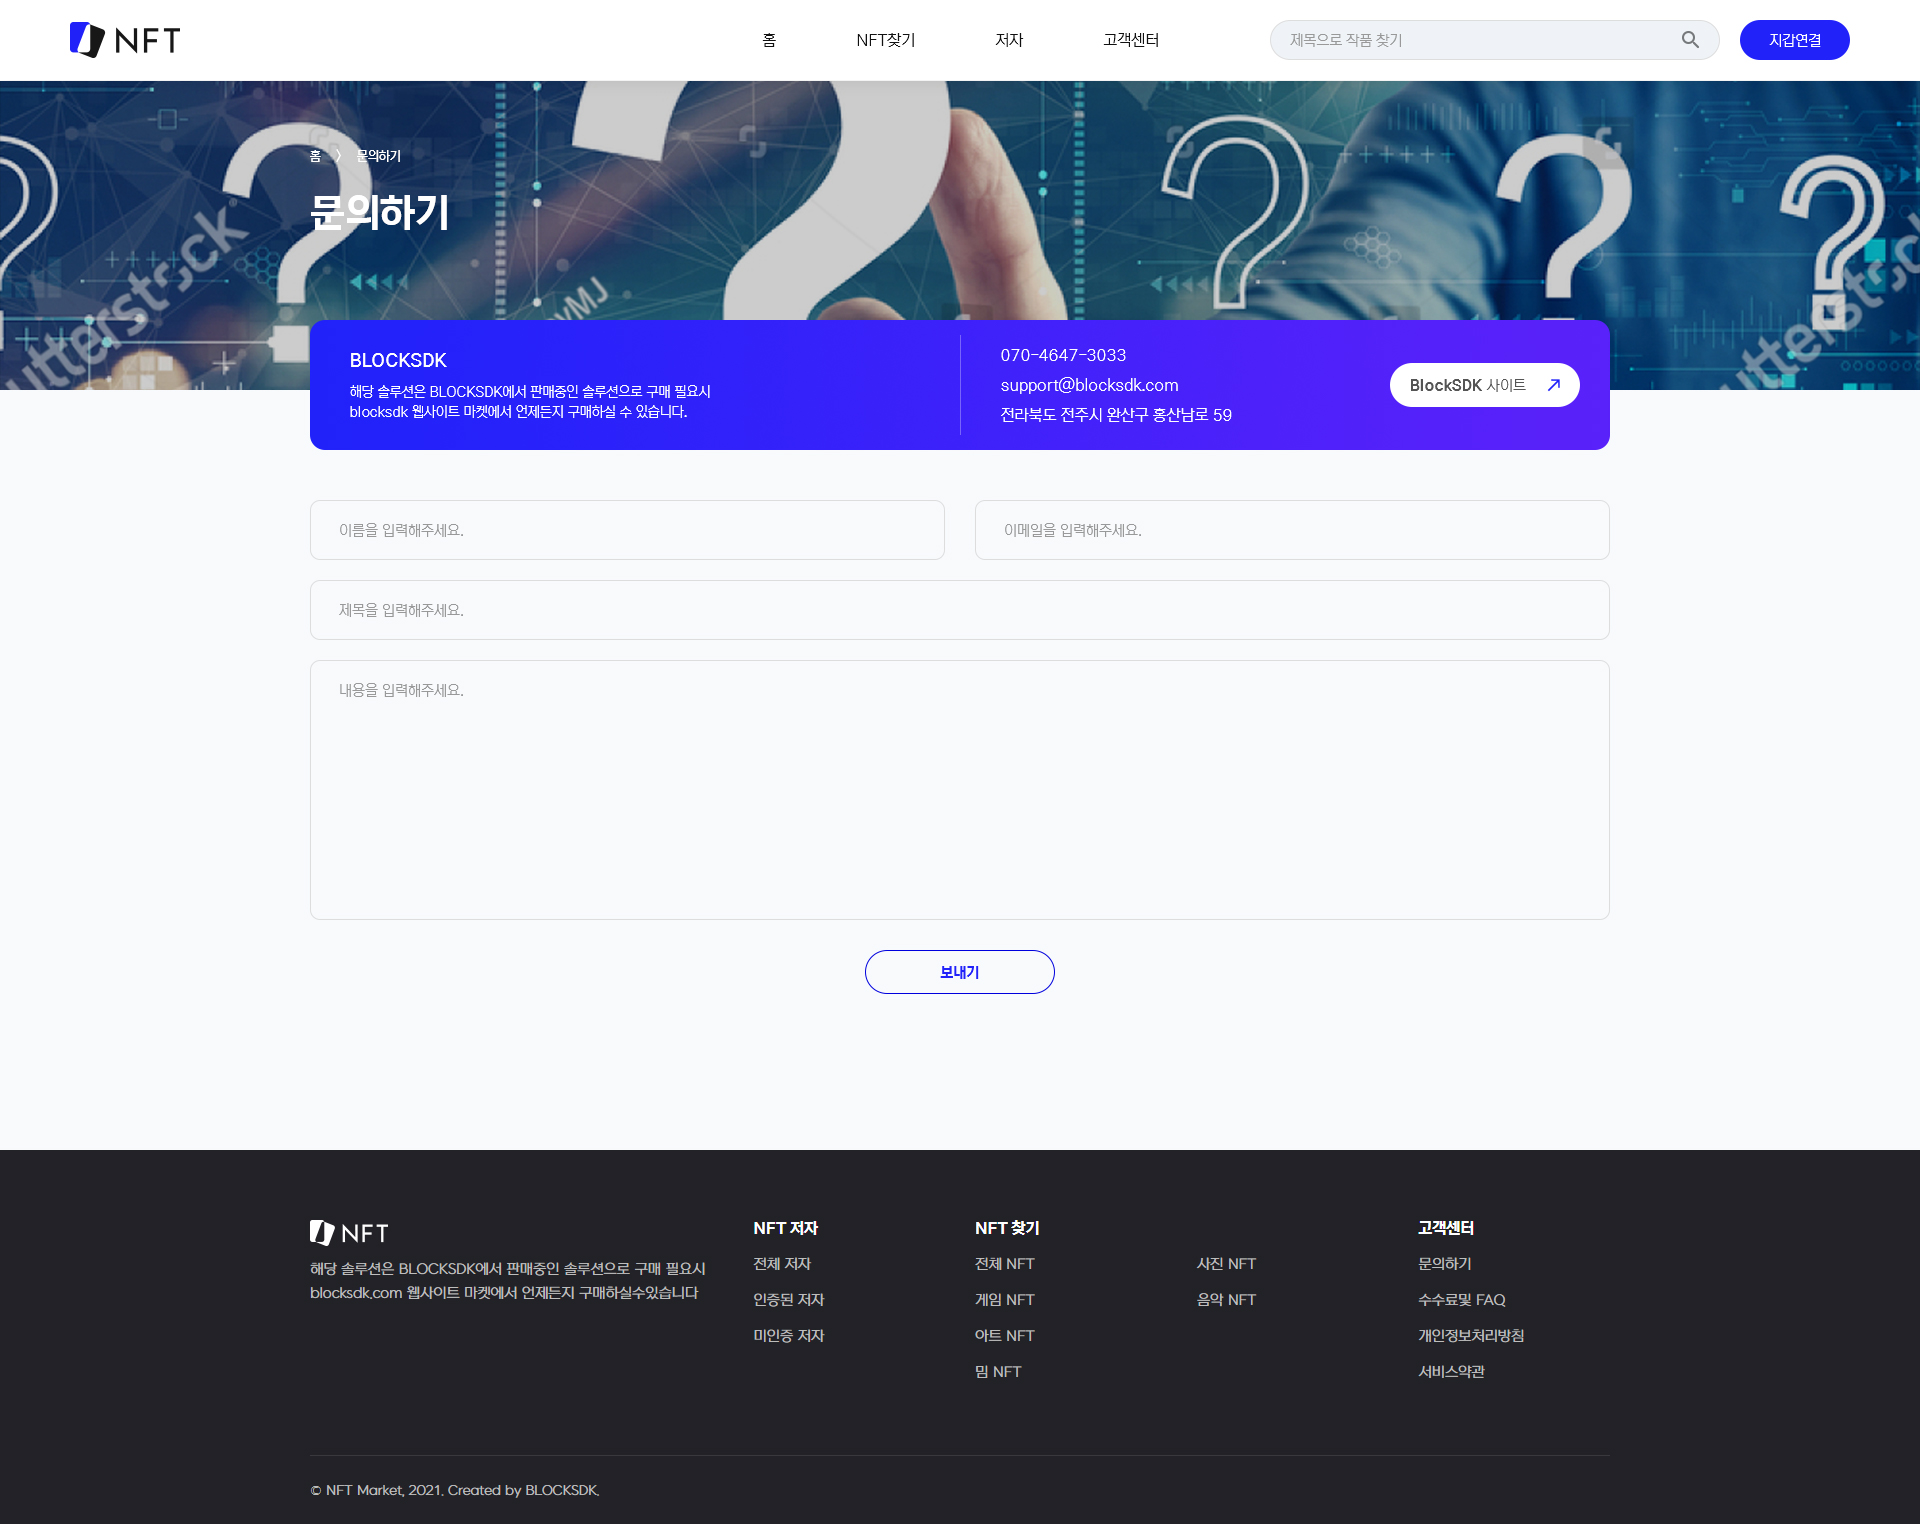 NFT
홈
NFT찾기
저자
고객센터
제목으로 작품 찾기
지갑연결
홈 〉 문의하기
문의하기
BLOCKSDK
해당 솔루션은 BLOCKSDK에서 판매중인 솔루션으로 구매 필요시
blocksdk 웹사이트 마켓에서 언제든지 구매하실 수 있습니다.
070-4647-3033
support@blocksdk.com
전라북도 전주시 완산구 홍산남로 59
BlockSDK 사이트
이름을 입력해주세요.
이메일을 입력해주세요.
제목을 입력해주세요.
내용을 입력해주세요.
보내기
NFT
해당 솔루션은 BLOCKSDK에서 판매중인 솔루션으로 구매 필요시
blocksdk.com 웹사이트 마켓에서 언제든지 구매하실수있습니다
NFT 저자
전체 저자
인증된 저자
미인증 저자
NFT 찾기
전체 NFT
게임 NFT
아트 NFT
밈 NFT
사진 NFT
음악 NFT
고객센터
문의하기
수수료및 FAQ
개인정보처리방침
서비스약관
© NFT Market, 2021. Created by BLOCKSDK.